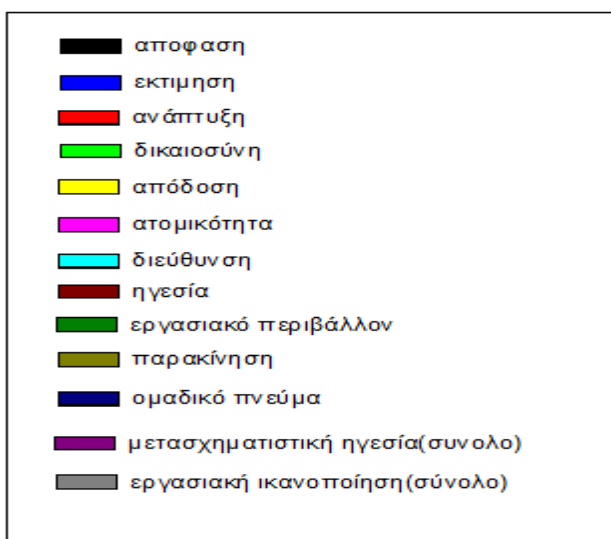 αποφαση
εκτιμηση
ανάπτυξη
δικαιοσύνη
απόδοση
ατομικότητα
διεύθυνση
ηγεσία
εργασιακό περιβάλλον
παρακίνηση
ομαδικό πνεύμα
μετασχηματιστική ηγεσία(συνολο)
εργασιακή ικανοποίηση(σύνολο)